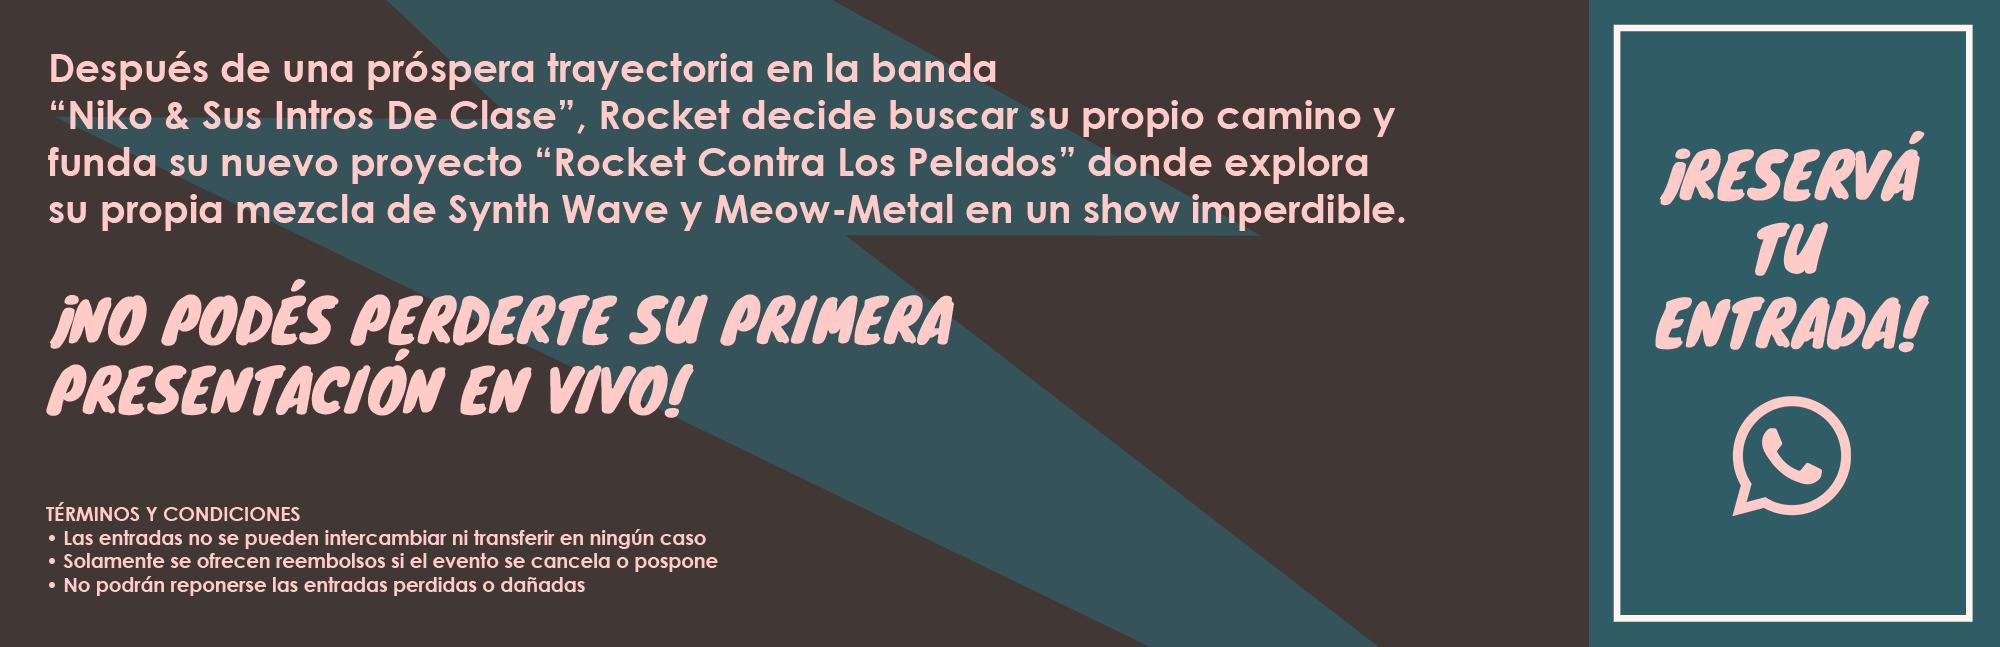 Después de una próspera trayectoria en la banda
“Niko & Sus Intros De Clase”, Rocket decide buscar su propio camino y
funda su nuevo proyecto “Rocket Contra Los Pelados” donde explora
su propia mezcla de Synth Wave y Meow-Metal en un show imperdible.
¡NO PODÉS PERDERTE SU PRIMERA
PRESENTACIÓN EN VIVO!
TÉRMINOS Y CONDICIONES
• Las entradas no se pueden intercambiar ni transferir en ningún caso
• Solamente se ofrecen reembolsos si el evento se cancela o pospone
• No podrán reponerse las entradas perdidas o dañadas
¡RESERVÁ
TU
ENTRADA!